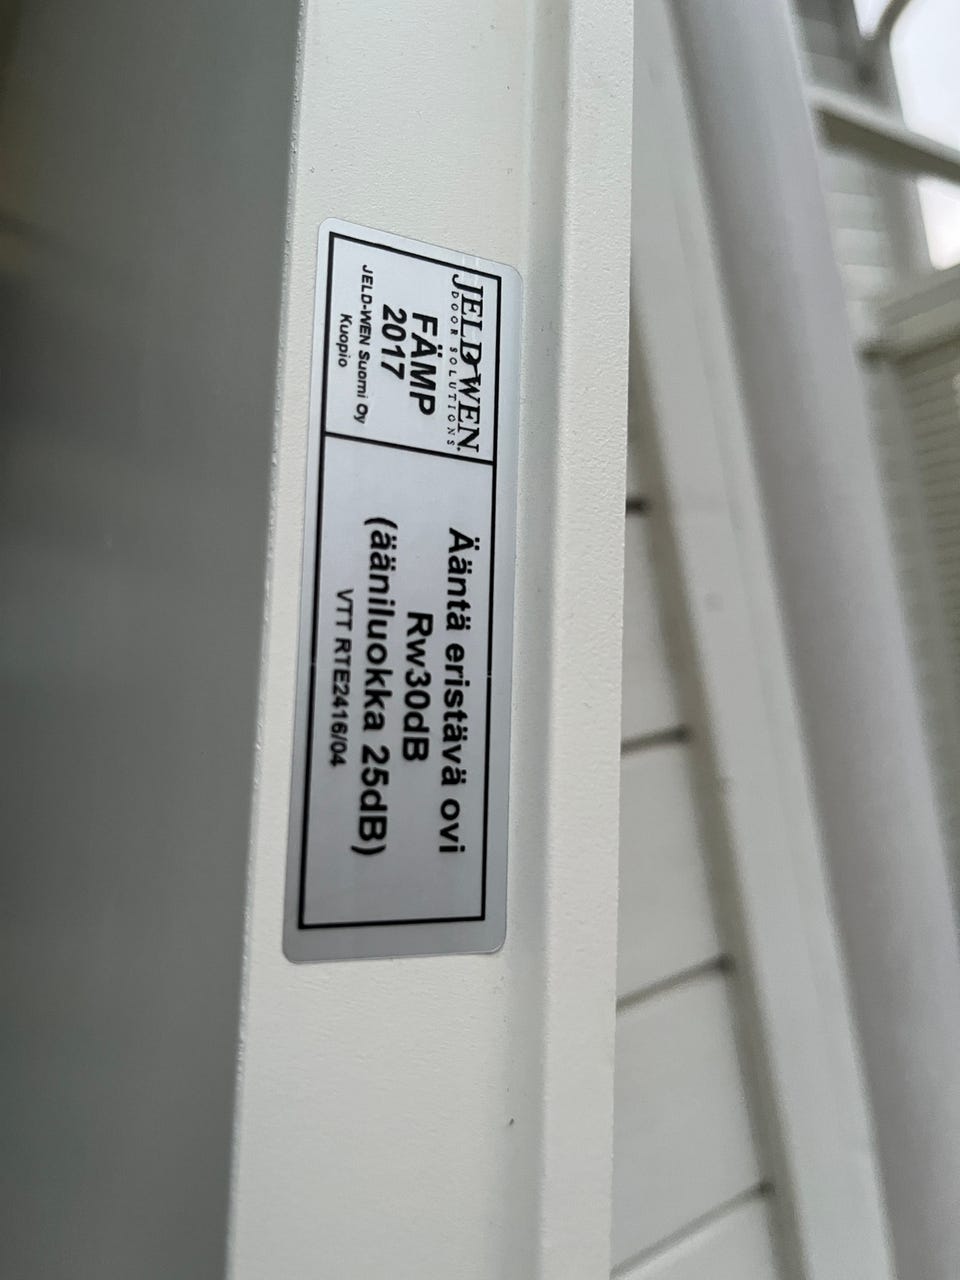 JELD WEN.
DOOR SOLUTIONS
FÄMP
2017
JELD-WEN Suomi Oy
Kuopio
Ääntä eristävä ovi
Rw30dB
(ääniluokka 25dB)
VTT RTE2416/04